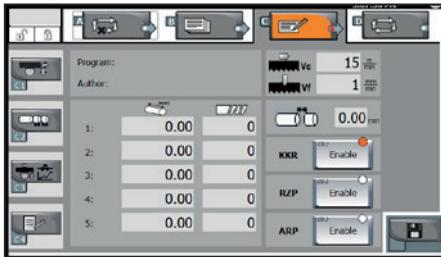 A B C D
Program:
Vc 15 m/mn
Author:
Vf 1 mm/mn
C1
0.00 mm
C2
1: 0.00 0
2: 0.00 0
KKR Enable
3: 0.00 0
C3
RZP Enable
4: 0.00 0
5: 0.00 0
ARP Enable
C4